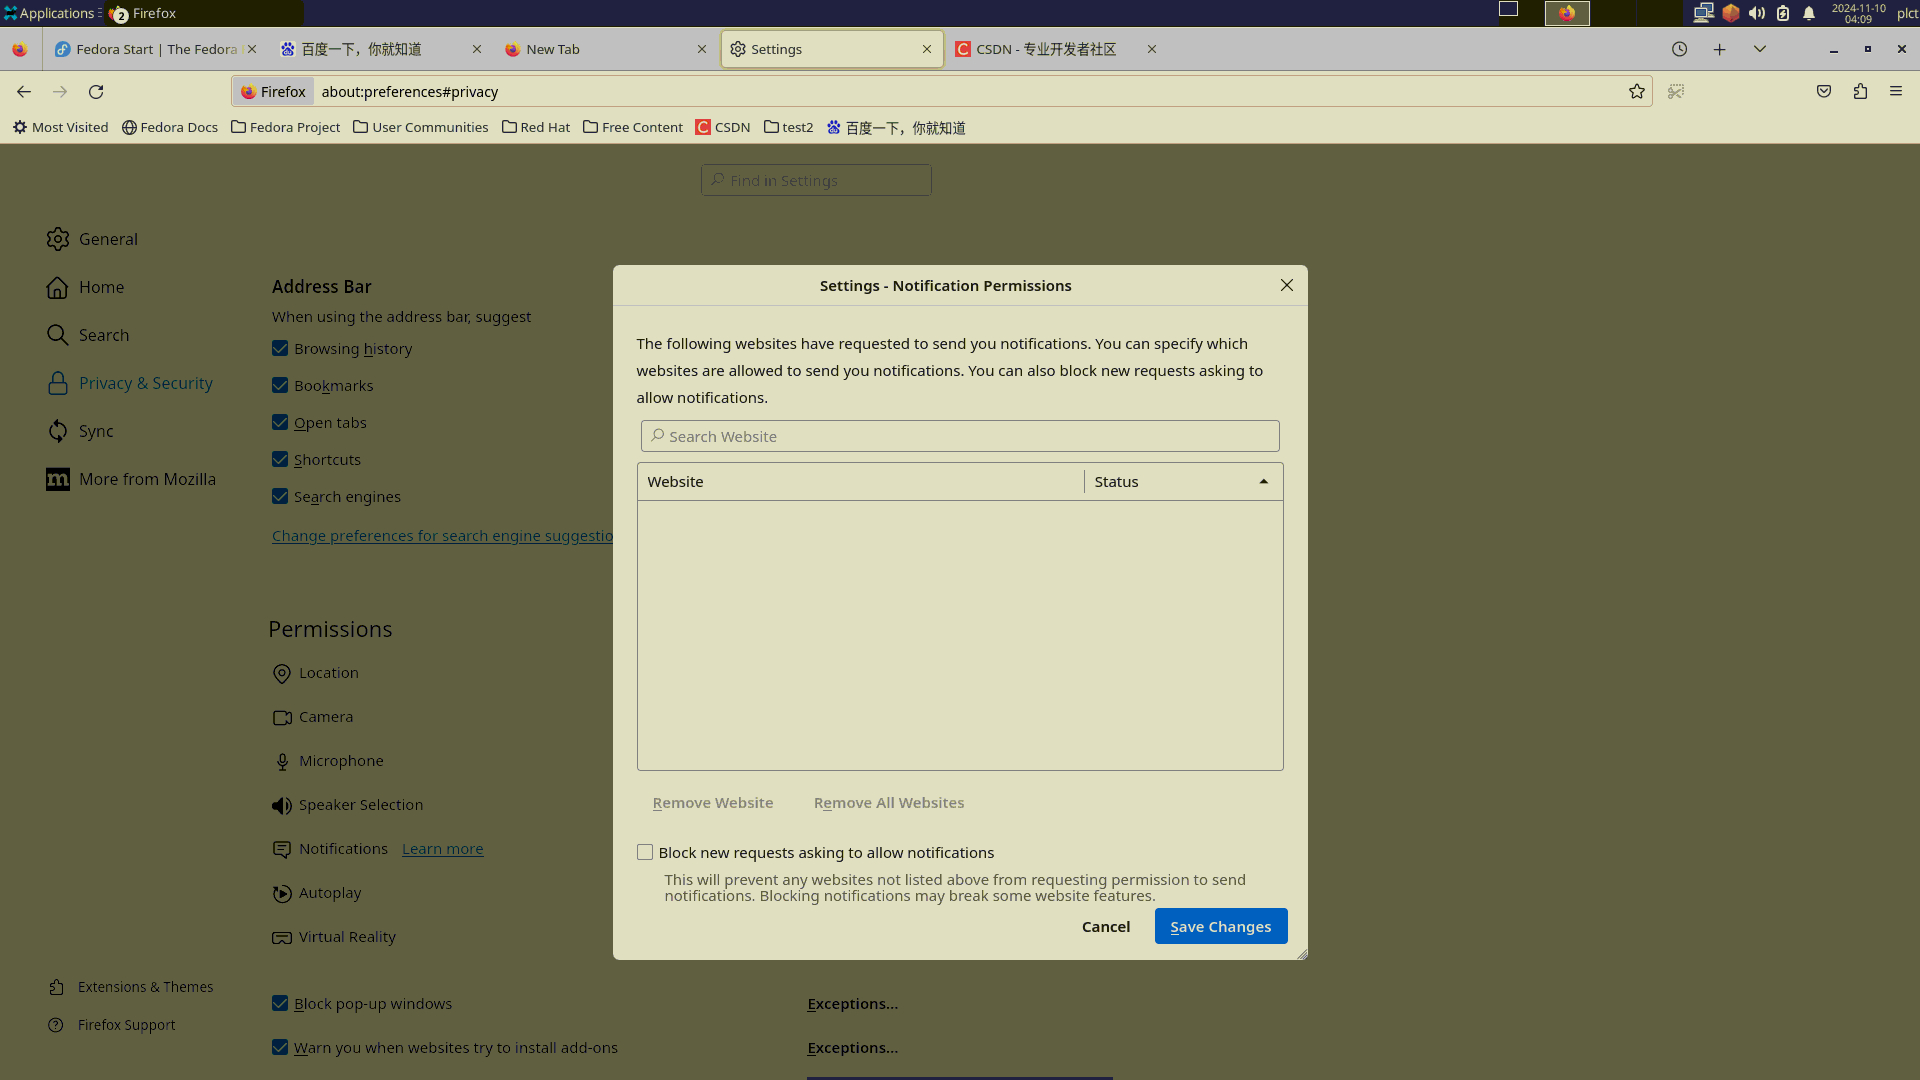 Applications
2 Firefox
2024-11-10
04:09
plct
Fedora Start | The Fedora
百度一下，你就知道
New Tab
Settings
CSDN - 专业开发者社区
Firefox
about:preferences#privacy
Most Visited
Fedora Docs
Fedora Project
User Communities
Red Hat
Free Content
CSDN
test2
百度一下，你就知道
Find in Settings
General
Home
Search
Privacy & Security
Sync
More from Mozilla
Extensions & Themes
Firefox Support
Address Bar
When using the address bar, suggest
Browsing history
Bookmarks
Open tabs
Shortcuts
Search engines
Change preferences for search engine suggestio
Permissions
Location
Camera
Microphone
Speaker Selection
Notifications Learn more
Autoplay
Virtual Reality
Block pop-up windows
Exceptions...
Warn you when websites try to install add-ons
Exceptions...
Settings - Notification Permissions
The following websites have requested to send you notifications. You can specify which
websites are allowed to send you notifications. You can also block new requests asking to
allow notifications.
Search Website
Website
Status
Remove Website
Remove All Websites
Block new requests asking to allow notifications
This will prevent any websites not listed above from requesting permission to send
notifications. Blocking notifications may break some website features.
Cancel
Save Changes